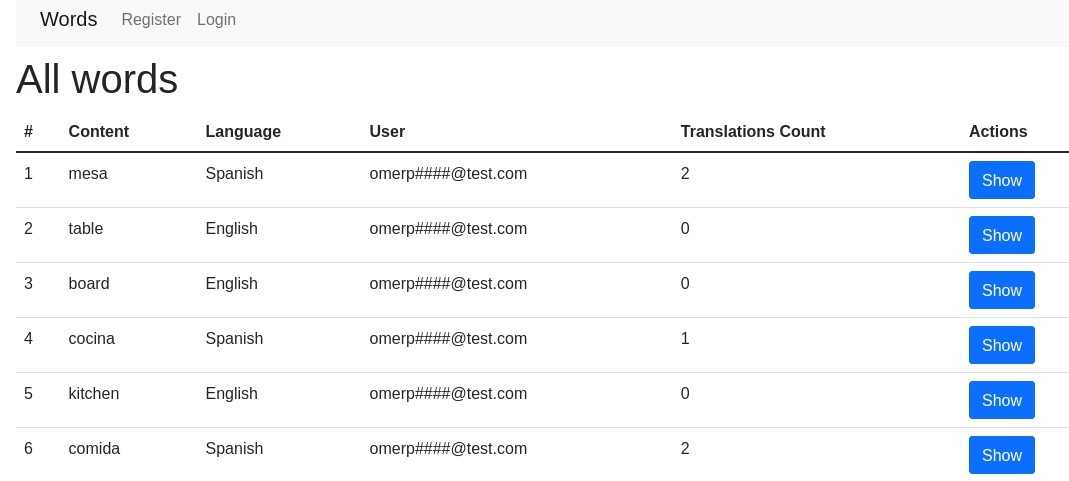 Words Register Login
All words
# Content Language User Translations Count Actions
1 mesa Spanish omerp####@test.com 2 Show
2 table English omerp####@test.com 0 Show
3 board English omerp####@test.com 0 Show
4 cocina Spanish omerp####@test.com 1 Show
5 kitchen English omerp####@test.com 0 Show
6 comida Spanish omerp####@test.com 2 Show